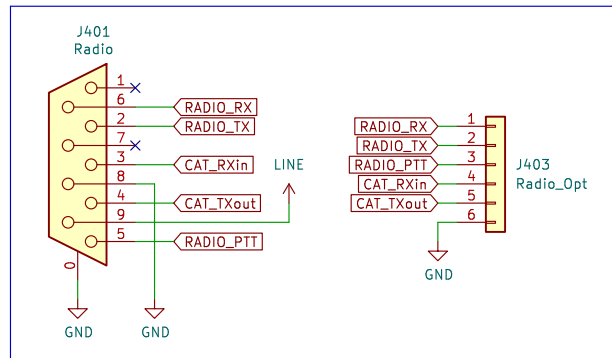 J401
Radio
1
6
RADIO_RX
2
RADIO_TX
7
3
CAT_RXin
8
4
CAT_TXout
9
5
RADIO_PTT
0
LINE
GND
GND
RADIO_RX
1
RADIO_TX
2
RADIO_PTT
3
CAT_RXin
4
CAT_TXout
5
6
J403
Radio_Opt
GND